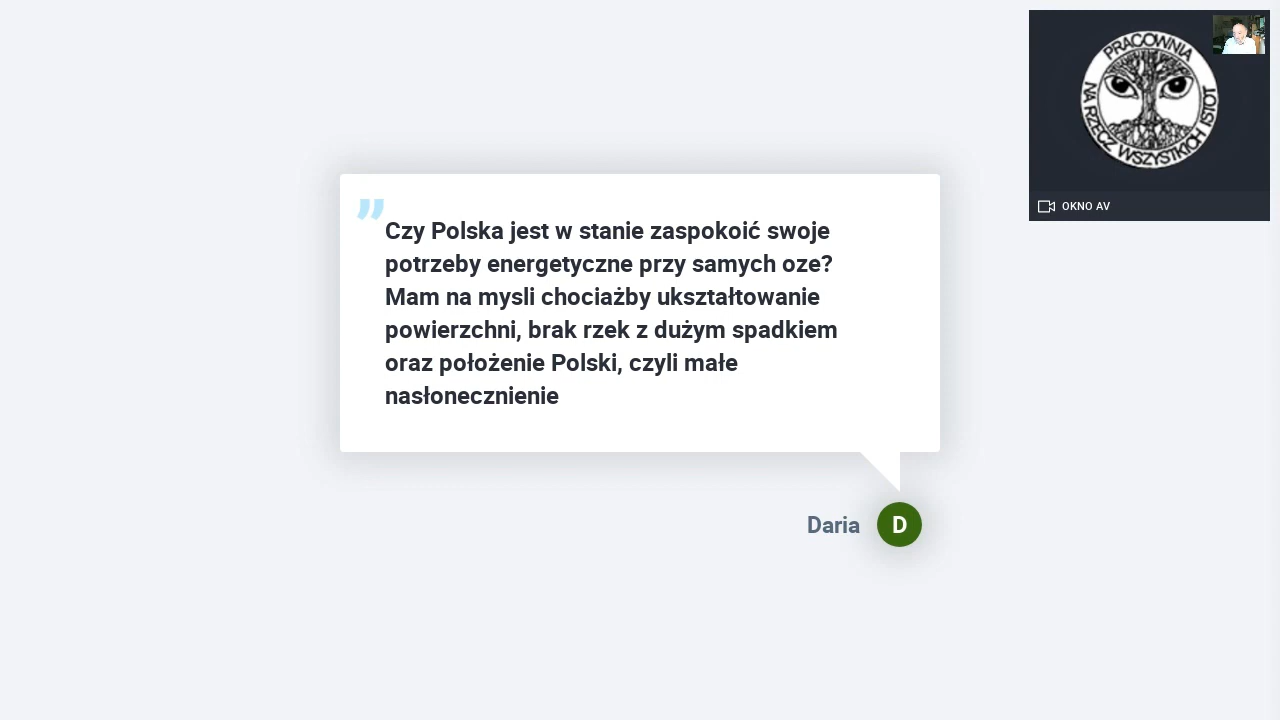 PRACOWNIA
NA RZECZ WSZYSTKICH ISTOT
OKNO AV
”
Czy Polska jest w stanie zaspokoić swoje
potrzeby energetyczne przy samych oze?
Mam na mysli chociażby ukształtowanie
powierzchni, brak rzek z dużym spadkiem
oraz położenie Polski, czyli małe
nasłonecznienie
Daria
D